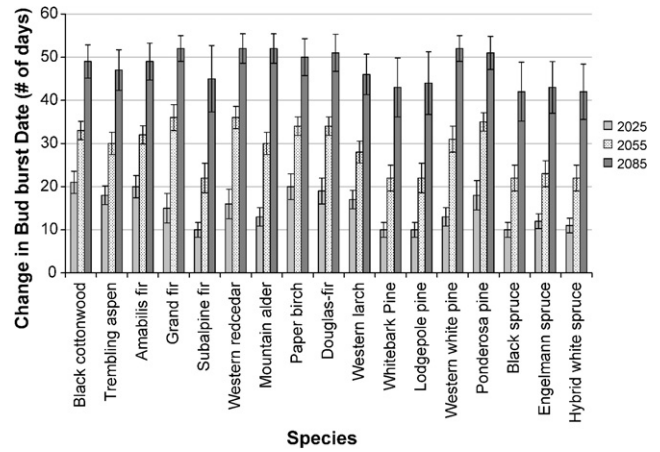 Change in Bud burst Date (# of days)
60
50
40
30
20
10
0
2025
2055
2085
Black cottonwood
Trembling aspen
Amabilis fir
Grand fir
Subalpine fir
Western redcedar
Mountain alder
Paper birch
Douglas-fir
Western larch
Whitebark Pine
Lodgepole pine
Western white pine
Ponderosa pine
Black spruce
Engelmann spruce
Hybrid white spruce
Species